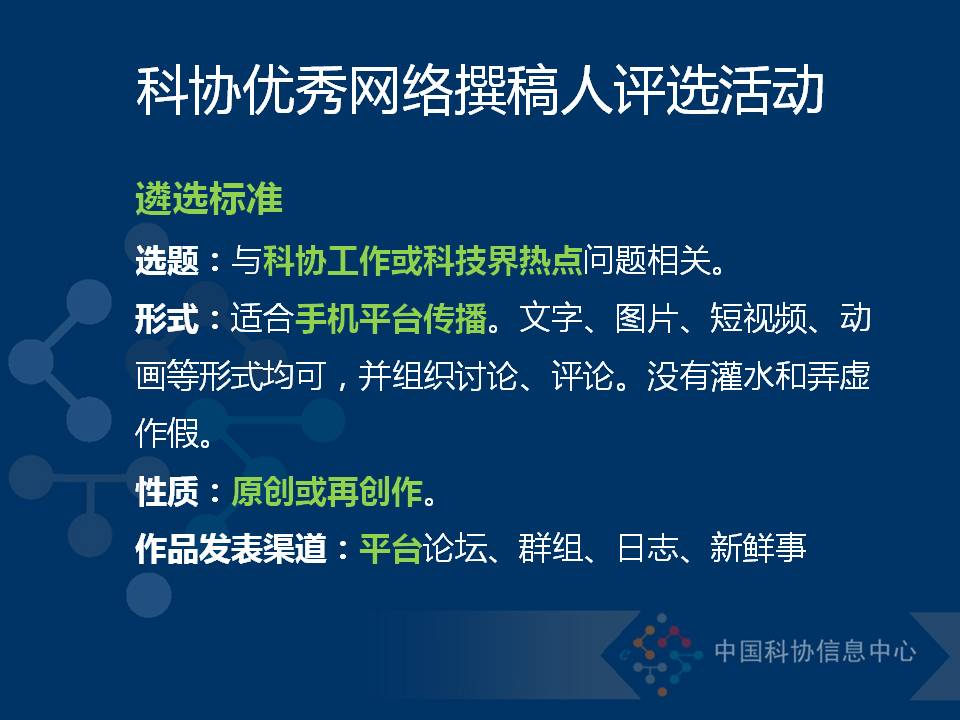 科协优秀网络撰稿人评选活动
遴选标准
选题：与科协工作或科技界热点问题相关。
形式：适合手机平台传播。文字、图片、短视频、动
画等形式均可，并组织讨论、评论。没有灌水和弄虚
作假。
性质：原创或再创作。
作品发表渠道：平台论坛、群组、日志、新鲜事
中国科协信息中心